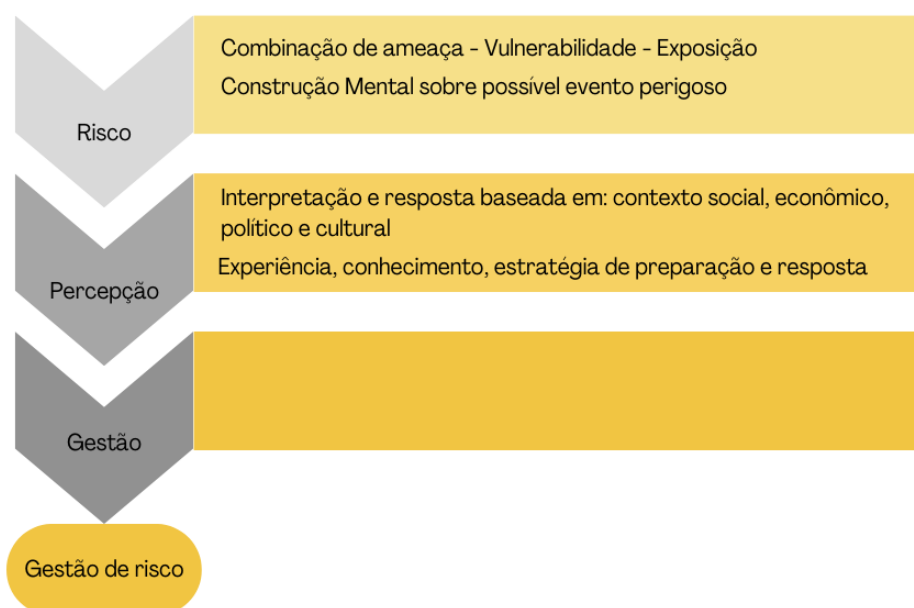 Combinação de ameaça - Vulnerabilidade - Exposição
Construção Mental sobre possível evento perigoso
Risco
Interpretação e resposta baseada em: contexto social, econômico,
político e cultural
Experiência, conhecimento, estratégia de preparação e resposta
Percepção
Gestão
Gestão de risco